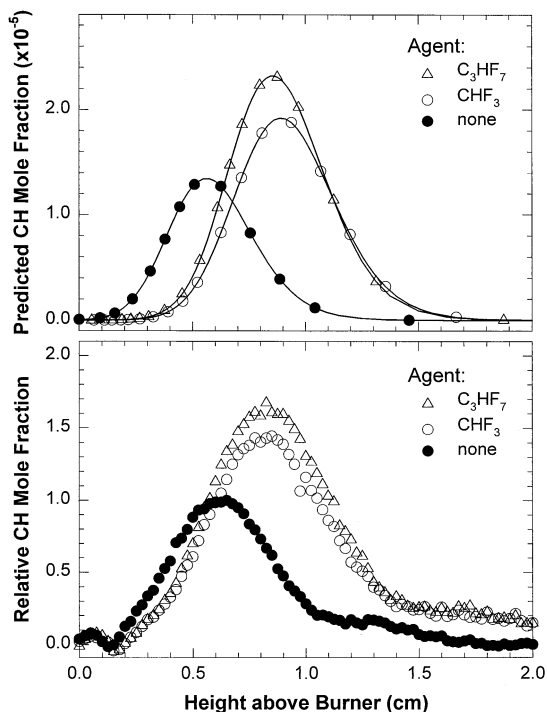 Predicted CH Mole Fraction (x10-5)
2.0
1.0
0.0
Agent:
C3HF7
CHF3
none
Relative CH Mole Fraction
2.0
1.5
1.0
0.5
0.0
Agent:
C3HF7
CHF3
none
0.0 0.5 1.0 1.5 2.0
Height above Burner (cm)